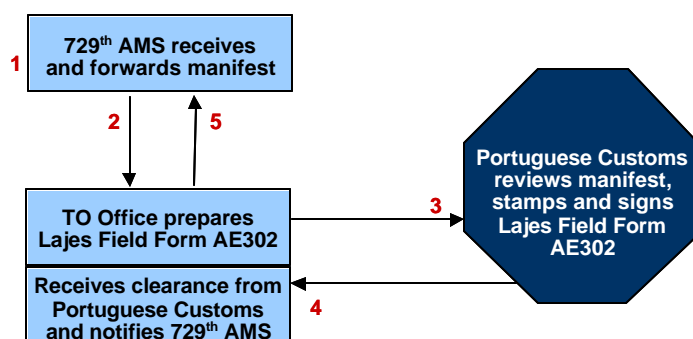 1
729th AMS receives
and forwards manifest
2
5
TO Office prepares
Lajes Field Form AE302
3
Portuguese Customs
reviews manifest,
stamps and signs
Lajes Field Form
AE302
Receives clearance from
Portuguese Customs
and notifies 729th AMS
4